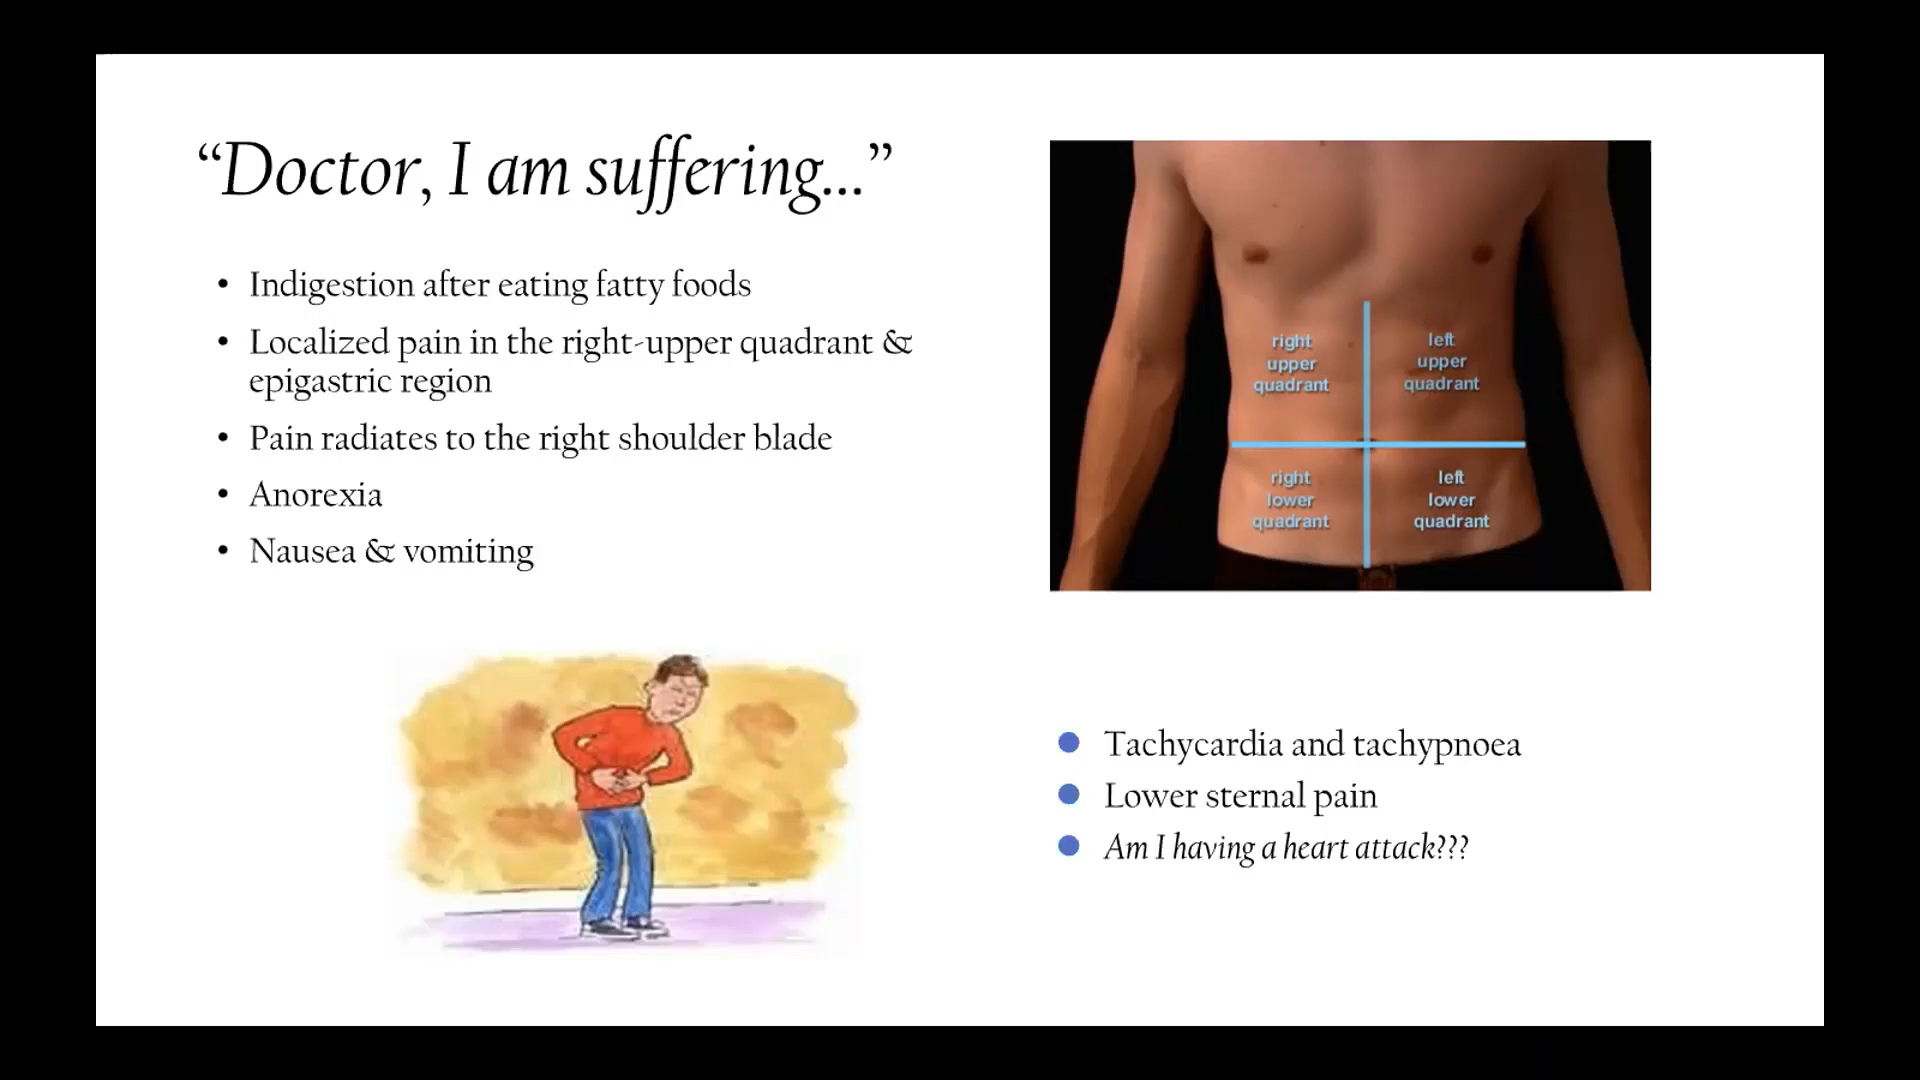 “Doctor, I am suffering...”
• Indigestion after eating fatty foods
• Localized pain in the right-upper quadrant &
epigastric region
• Pain radiates to the right shoulder blade
• Anorexia
• Nausea & vomiting
right
upper
quadrant
left
upper
quadrant
right
lower
quadrant
left
lower
quadrant
● Tachycardia and tachypnoea
● Lower sternal pain
● Am I having a heart attack???